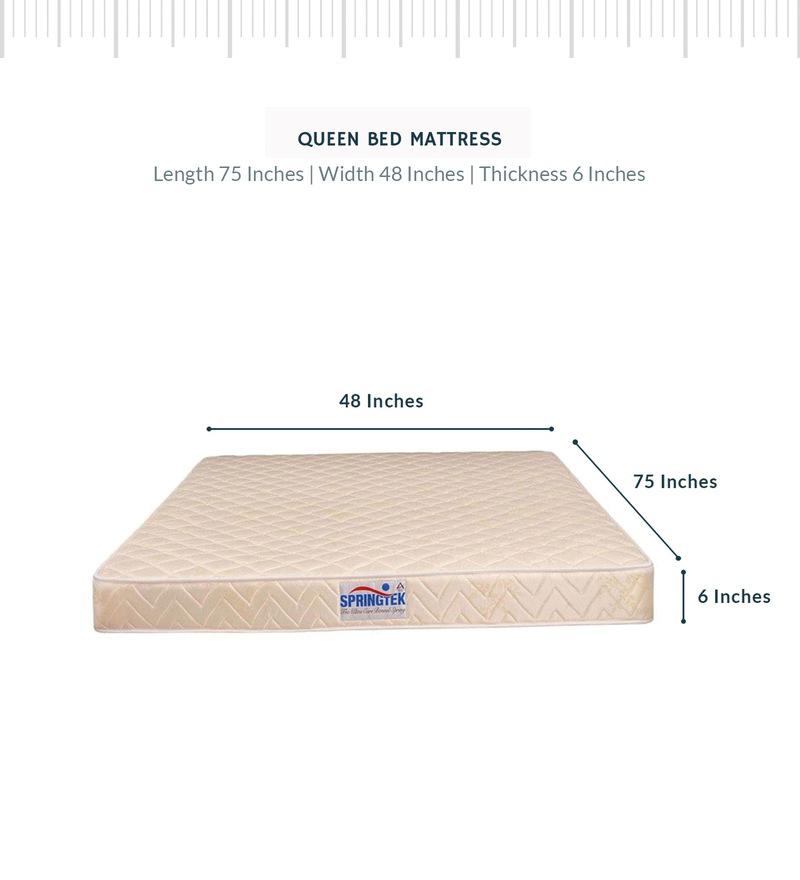 QUEEN BED MATTRESS
Length 75 Inches | Width 48 Inches | Thickness 6 Inches
48 Inches
75 Inches
6 Inches
SPRINGTEK